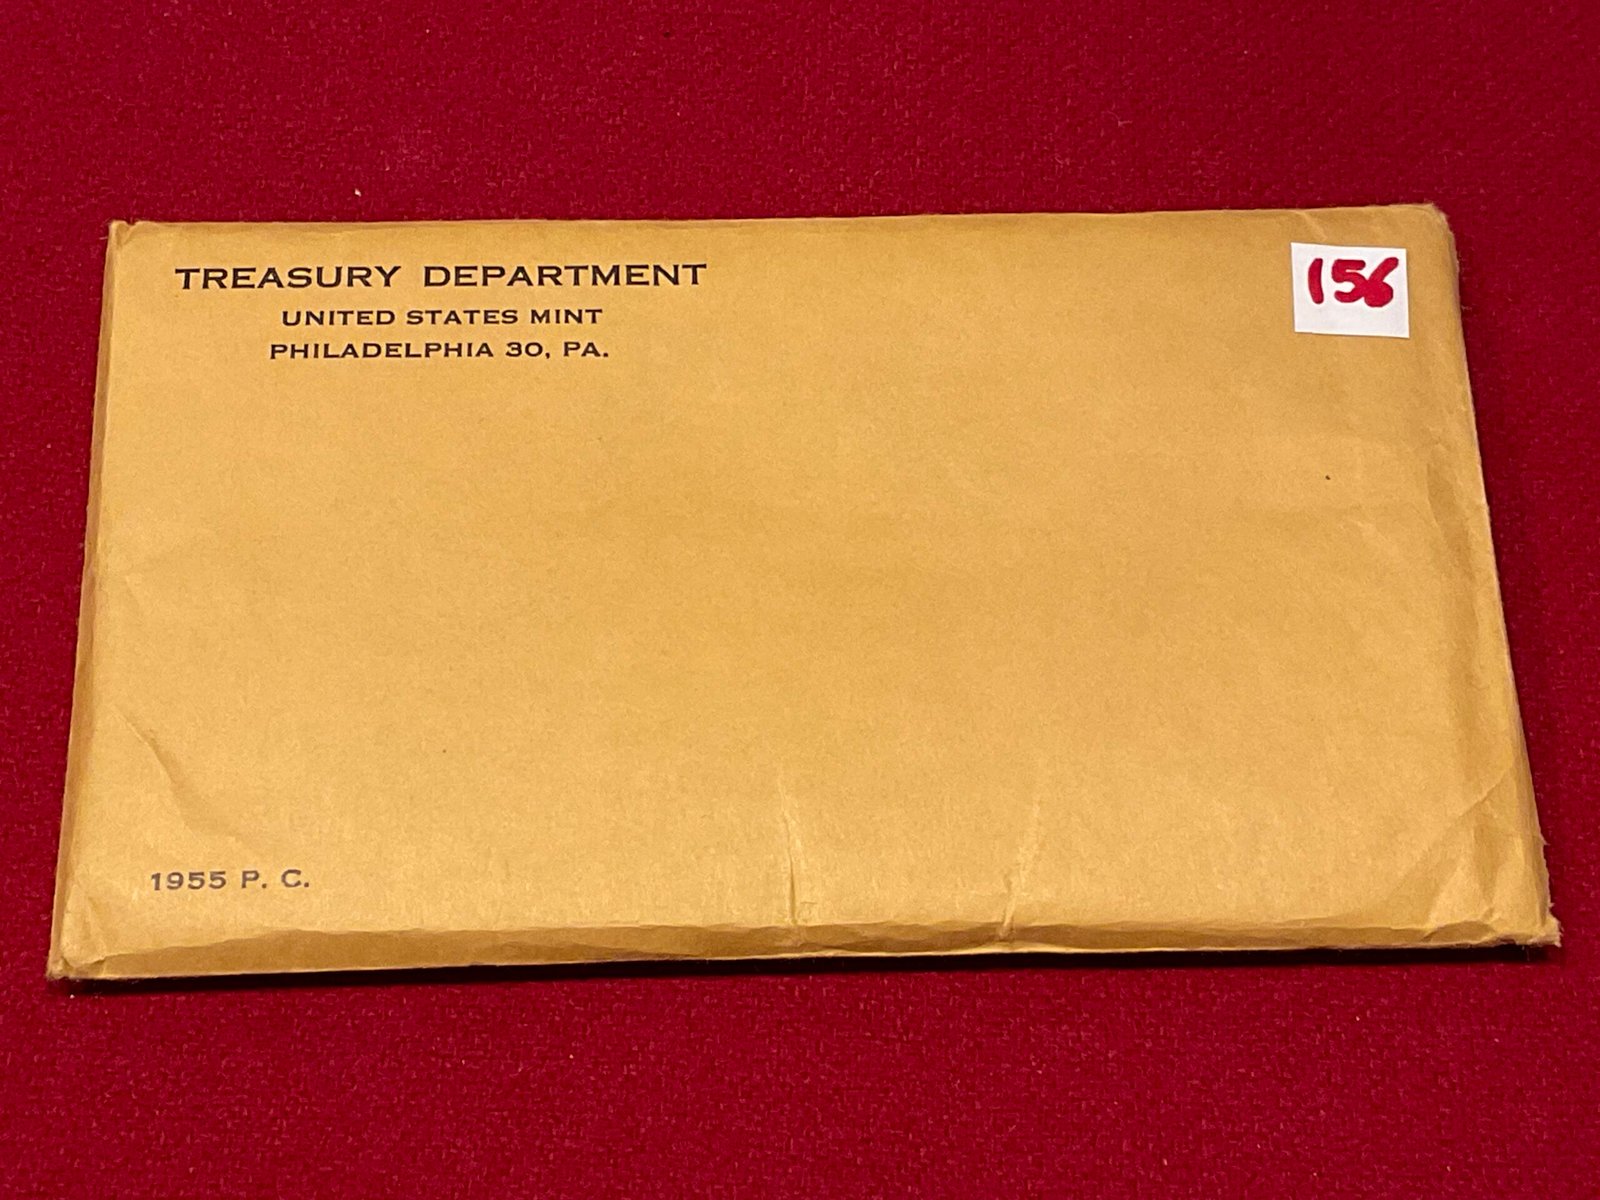 TREASURY DEPARTMENT
UNITED STATES MINT
PHILADELPHIA 30, PA.
156
1955 P. C.